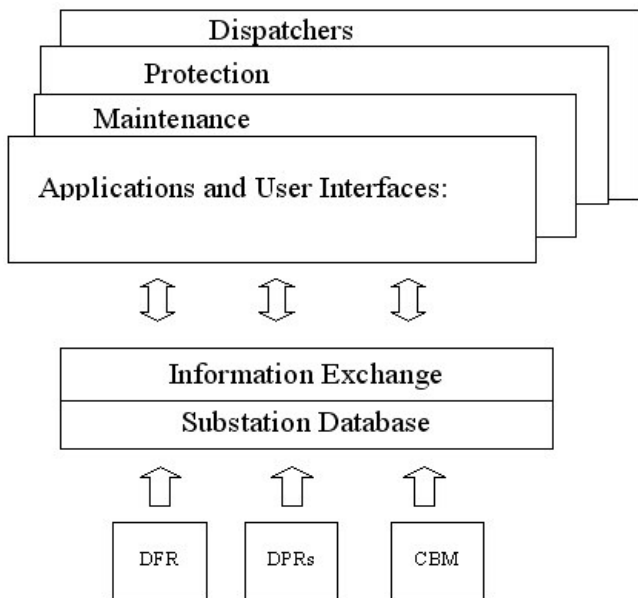 Dispatchers
Protection
Maintenance
Applications and User Interfaces:
Information Exchange
Substation Database
DFR
DPRs
CBM